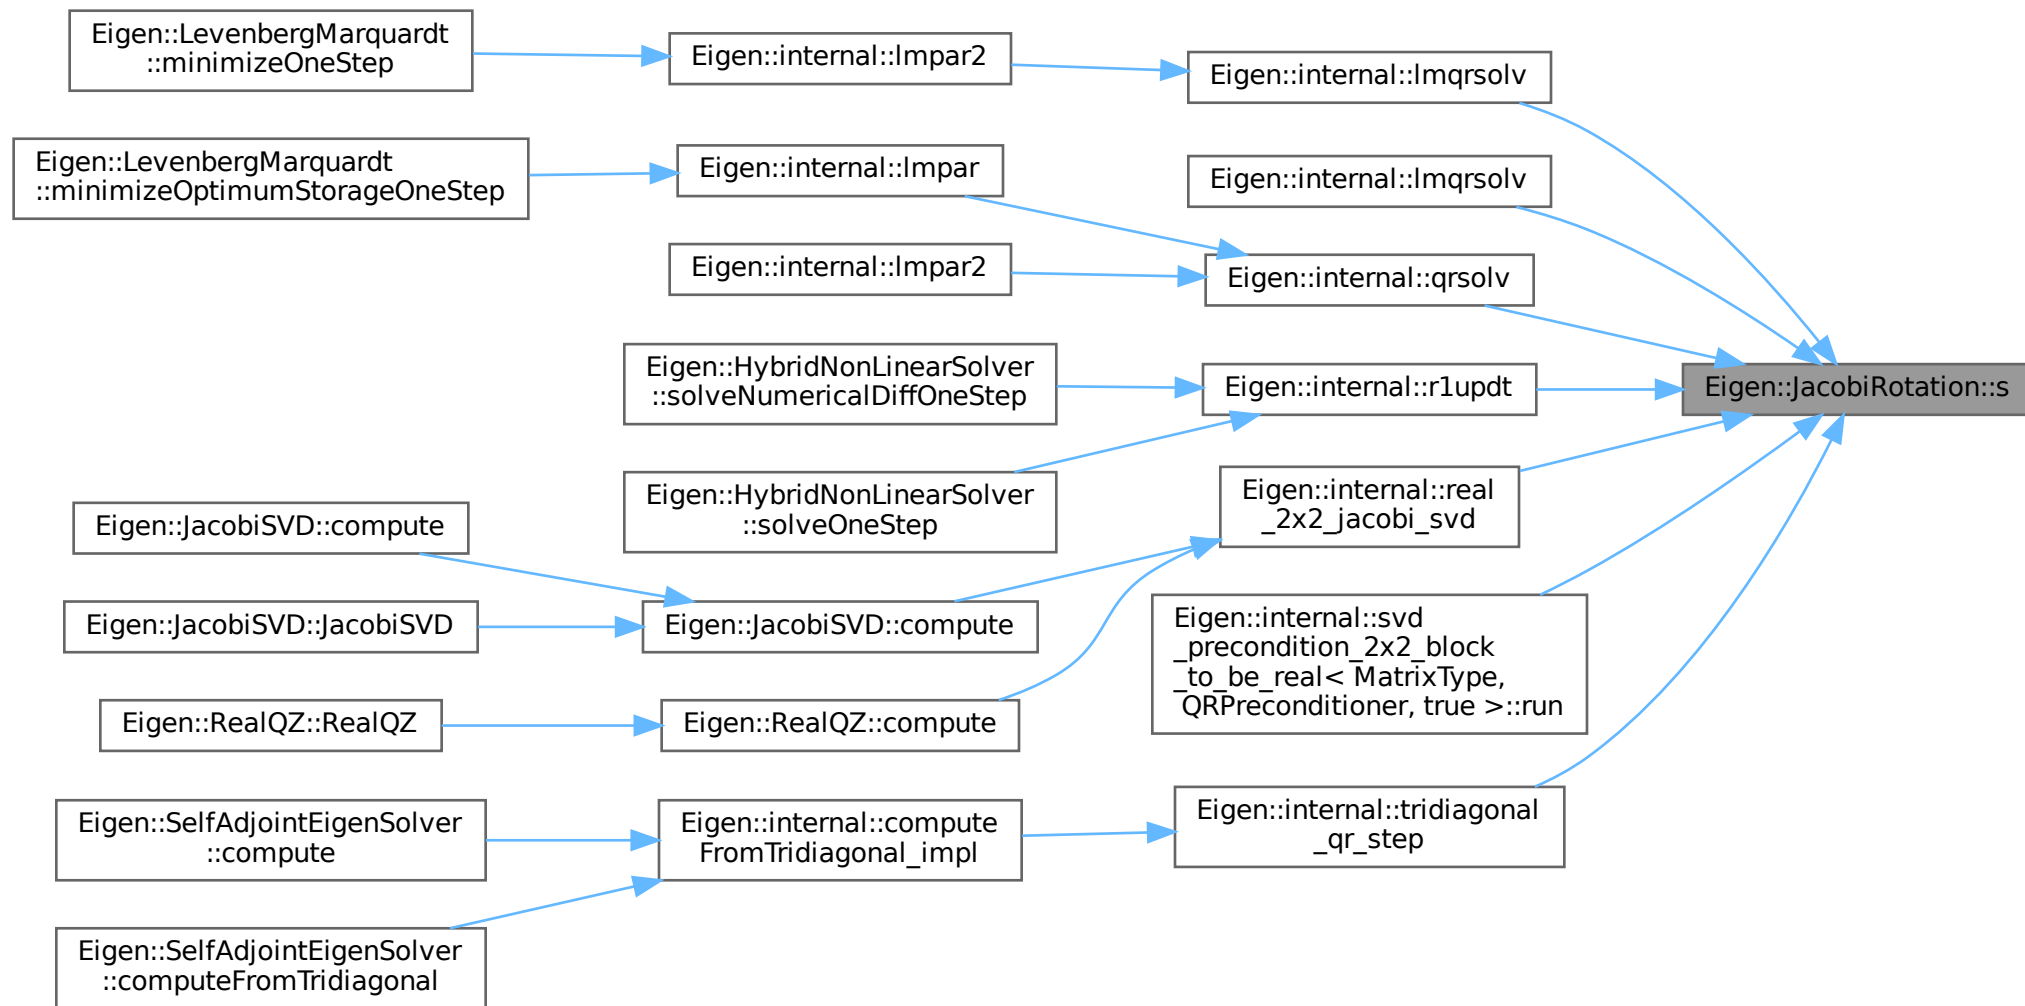 Eigen::LevenbergMarquardt
::minimizeOneStep
Eigen::internal::lmpar2
Eigen::internal::lmqrsolv
Eigen::LevenbergMarquardt
::minimizeOptimumStorageOneStep
Eigen::internal::lmpar
Eigen::internal::lmqrsolv
Eigen::internal::lmpar2
Eigen::internal::qrsolv
Eigen::HybridNonLinearSolver
::solveNumericalDiffOneStep
Eigen::internal::r1updt
Eigen::JacobiRotation::s
Eigen::HybridNonLinearSolver
::solveOneStep
Eigen::internal::real
_2x2_jacobi_svd
Eigen::JacobiSVD::compute
Eigen::JacobiSVD::JacobiSVD
Eigen::JacobiSVD::compute
Eigen::internal::svd
_precondition_2x2_block
_to_be_real< MatrixType,
QRPreconditioner, true >::run
Eigen::RealQZ::RealQZ
Eigen::RealQZ::compute
Eigen::SelfAdjointEigenSolver
::compute
Eigen::internal::compute
FromTridiagonal_impl
Eigen::internal::tridiagonal
_qr_step
Eigen::SelfAdjointEigenSolver
::computeFromTridiagonal